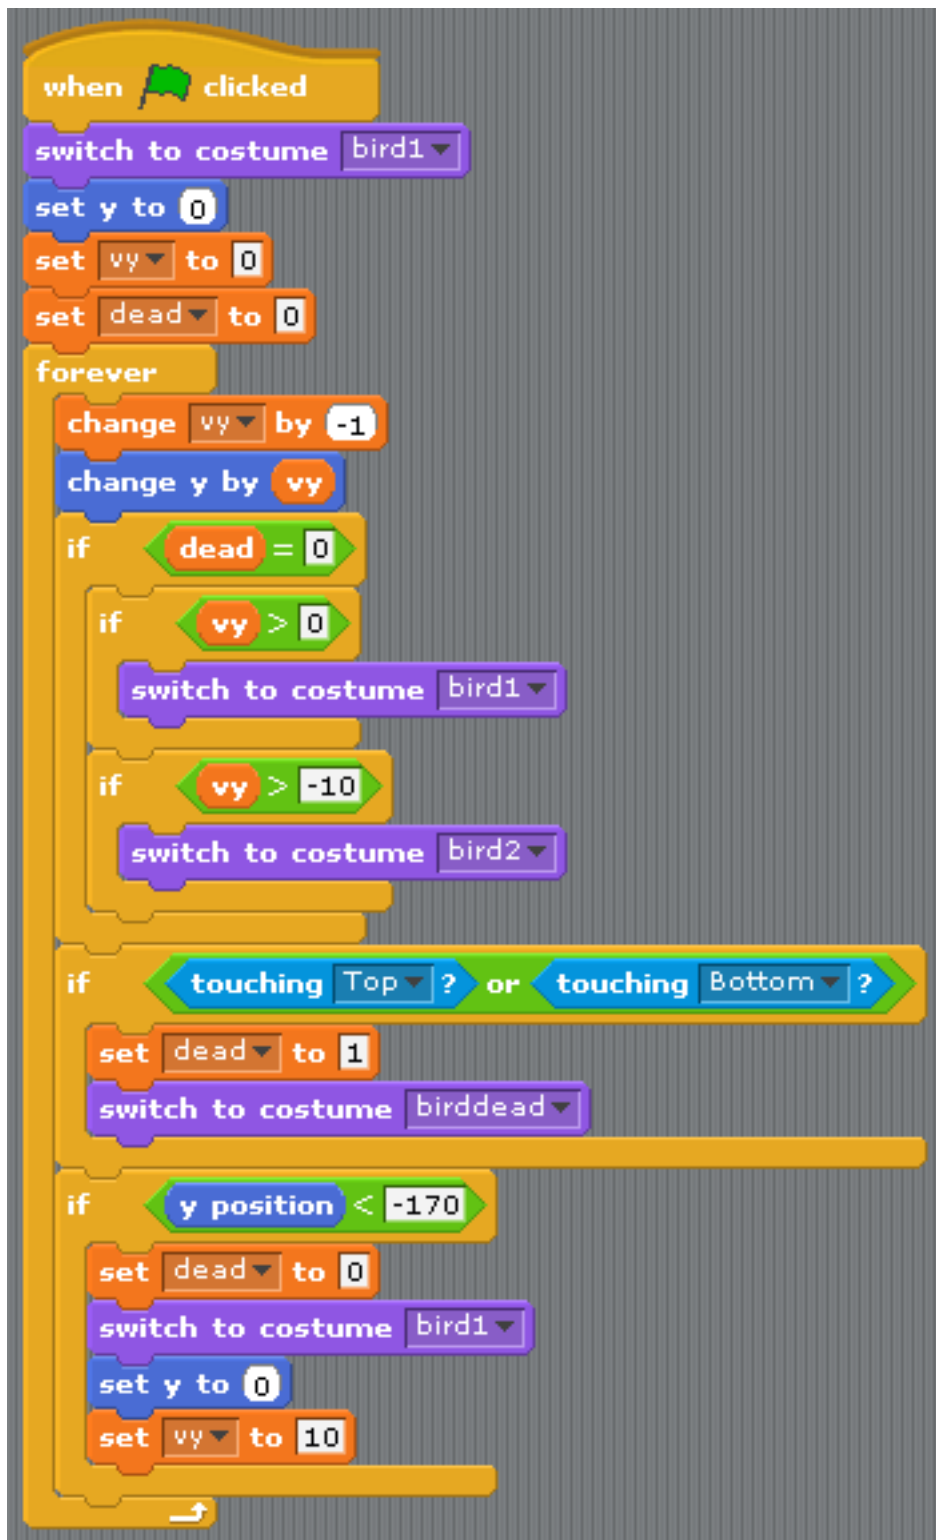 when clicked
switch to costume bird1
set y to 0
set vy to 0
set dead to 0
forever
change vy by -1
change y by vy
if dead = 0
if vy > 0
switch to costume bird1
if vy > -10
switch to costume bird2
if touching Top ? or touching Bottom ?
set dead to 1
switch to costume birddead
if y position < -170
set dead to 0
switch to costume bird1
set y to 0
set vy to 10